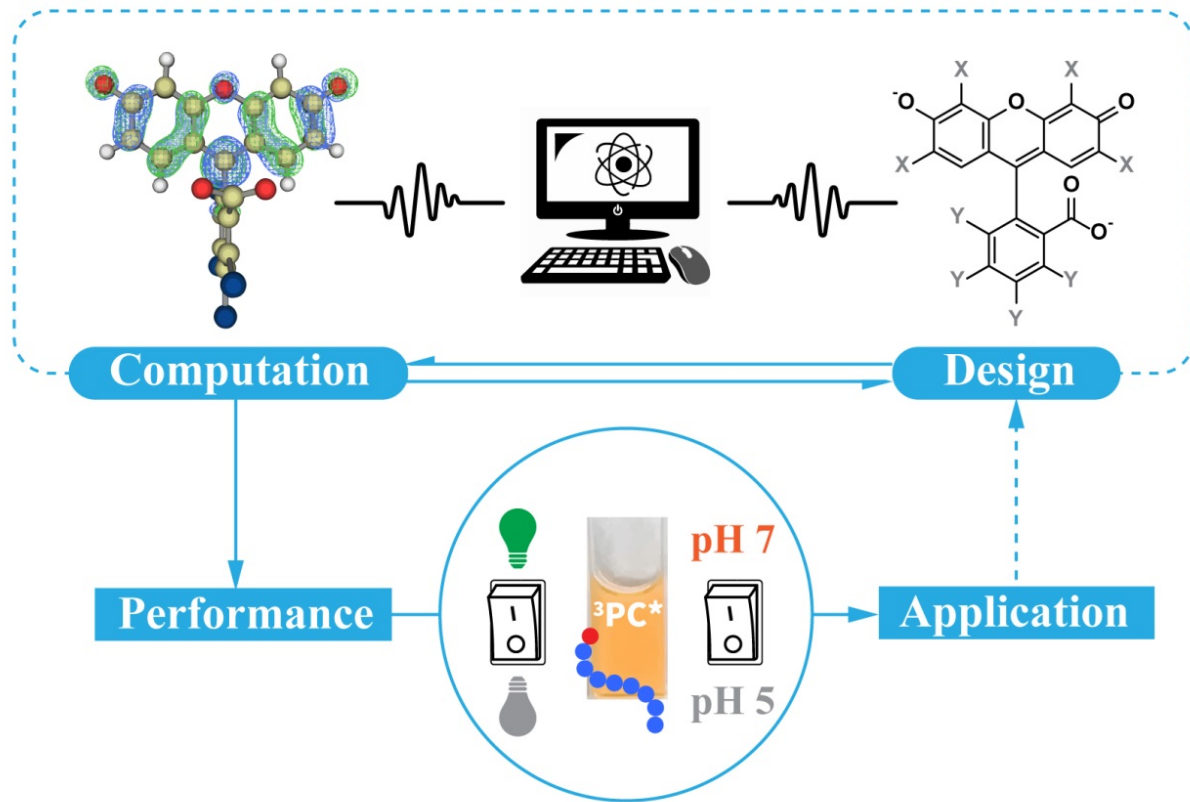 X
X
-O
O
O
X
X
O
Y
O-
Y
Y
Y
Computation
Design
pH 7
Performance
³PC*
Application
pH 5